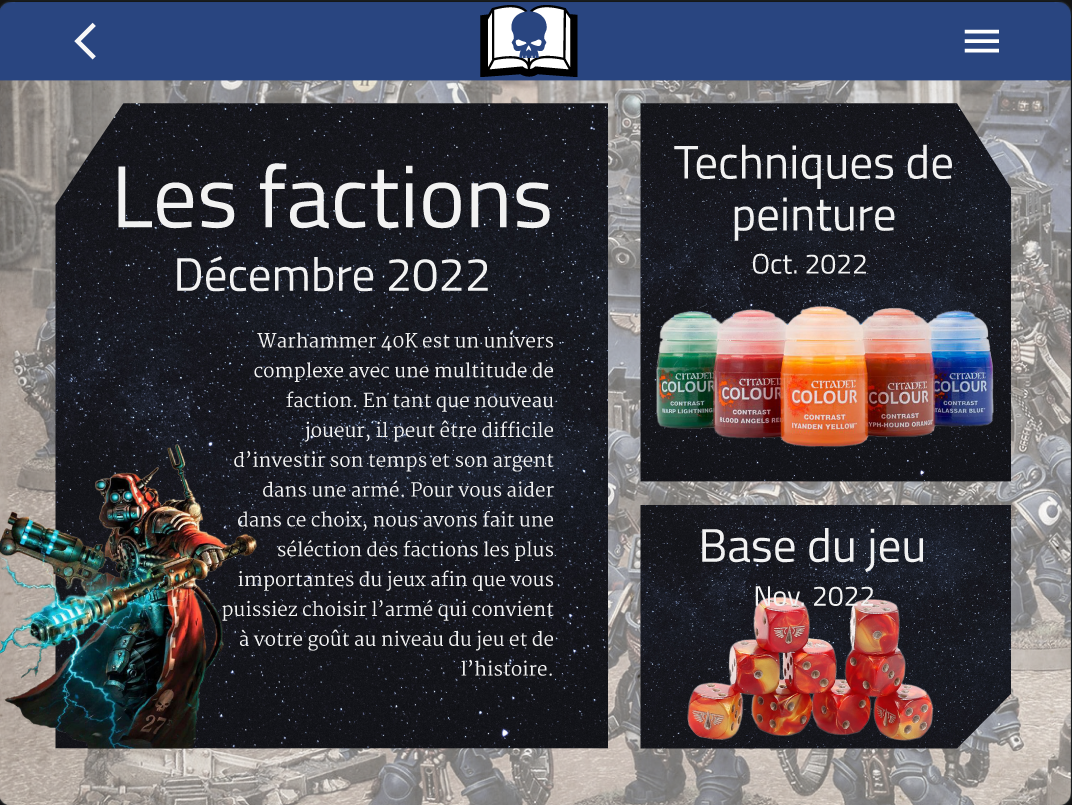 Les factions
Décembre 2022
Warhammer 40K est un univers
complexe avec une multitude de
faction. En tant que nouveau
joueur, il peut être difficile
d’investir son temps et son argent
dans une armé. Pour vous aider
dans ce choix, nous avons fait une
séléction des factions les plus
importantes du jeux afin que vous
puissiez choisir l’armé qui convient
à votre goût au niveau du jeu et de
l’histoire.
27
Techniques de
peinture
Oct. 2022
CITADEL
COLOUR
CONTRAST
WARP LIGHTNING
CITADEL
COLOUR
CONTRAST
BLOOD ANGELS RED
CITADEL
COLOUR
CONTRAST
IYANDEN YELLOW
CITADEL
COLOUR
CONTRAST
GRYPH-HOUND ORANGE
CITADEL
COLOUR
CONTRAST
TALASSAR BLUE
Base du jeu
Nov. 2022